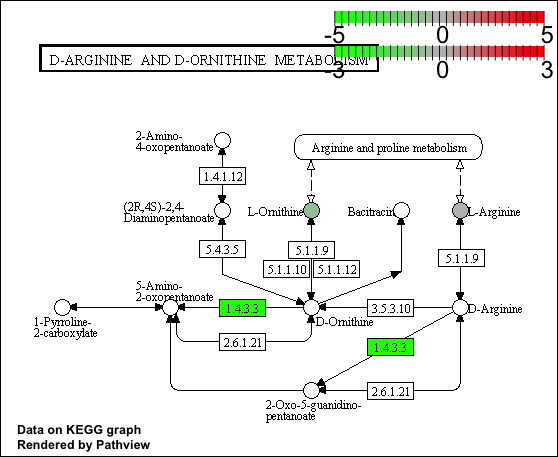 -5 0 5
D-ARGININE AND D-ORNITHINE METABOLISM
-3 0 3
2-Amino-
4-oxopentanoate
Arginine and proline metabolism
1.4.1.12
(2R,4S)-2,4-
Diaminopentanoate
L-Ornithine
Bacitracin
L-Arginine
5.4.3.5
5.1.1.9
5.1.1.9
5.1.1.10
5.1.1.12
5-Amino-
2-oxopentanoate
1.4.3.3
3.5.3.10
D-Arginine
D-Ornithine
1-Pyrroline-
2-carboxylate
2.6.1.21
1.4.3.3
2.6.1.21
2-Oxo-5-guanidino-
pentanoate
Data on KEGG graph
Rendered by Pathview